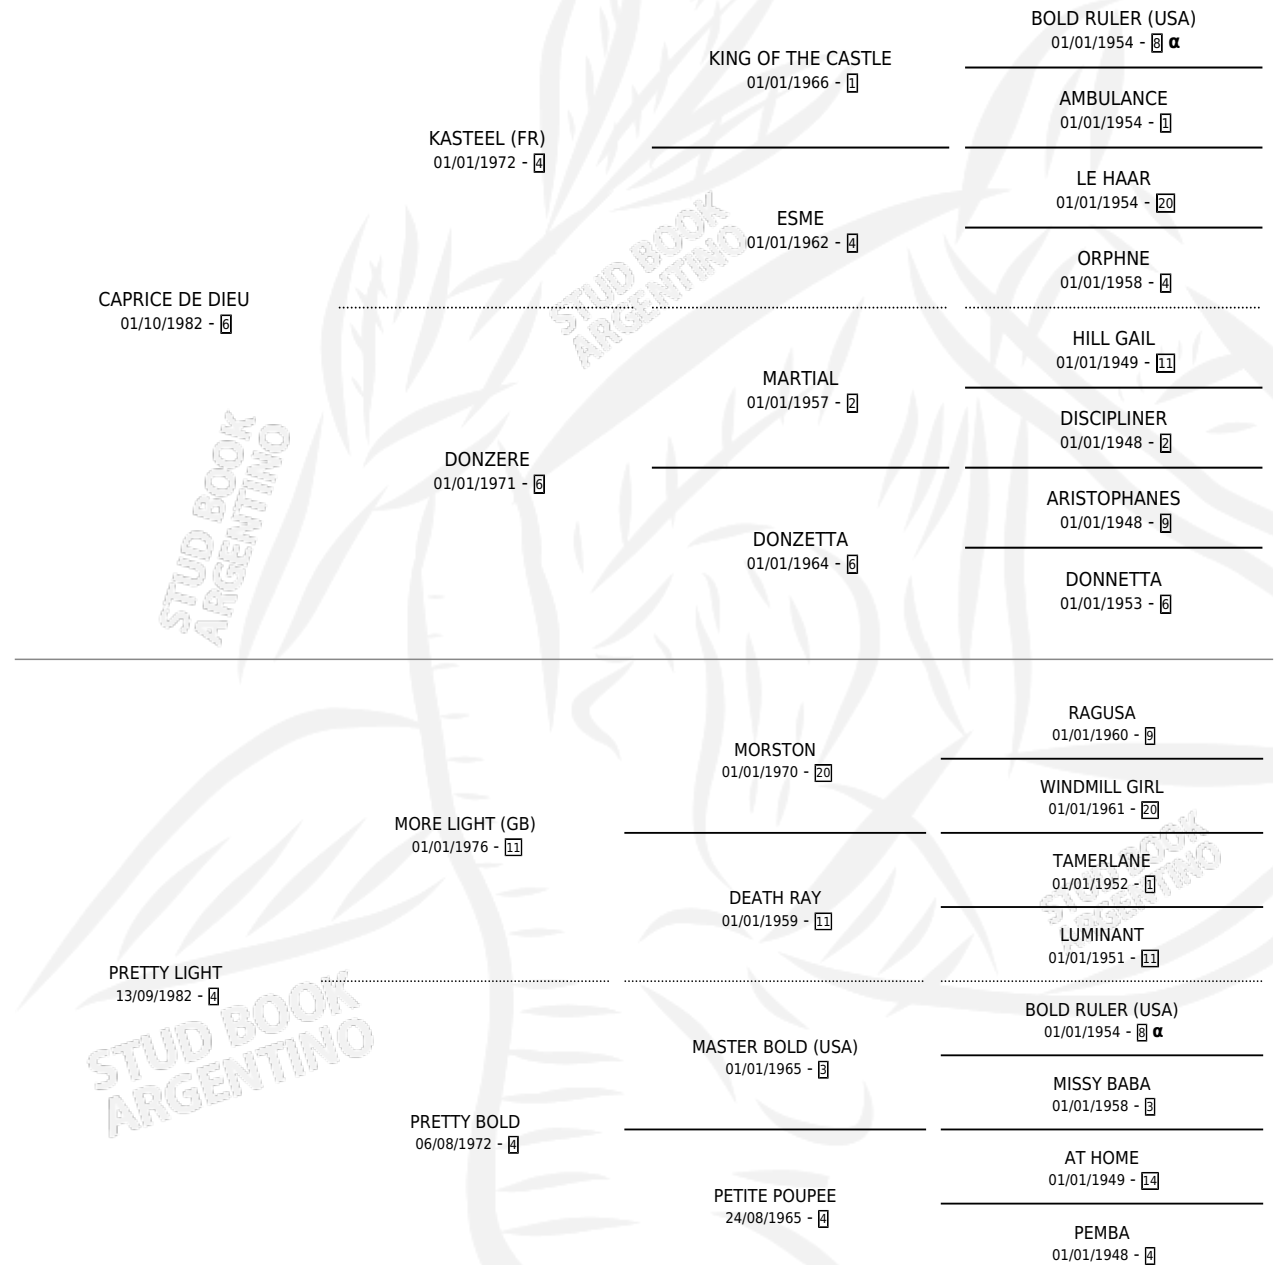 BOLD RULER (USA)
01/01/1954 - 8 α
KING OF THE CASTLE
01/01/1966 - 1
AMBULANCE
01/01/1954 - 1
KASTEEL (FR)
01/01/1972 - 4
LE HAAR
01/01/1954 - 20
ESME
01/01/1962 - 4
ORPHNE
01/01/1958 - 4
CAPRICE DE DIEU
01/10/1982 - 6
HILL GAIL
01/01/1949 - 11
MARTIAL
01/01/1957 - 2
DISCIPLINER
01/01/1948 - 2
DONZERE
01/01/1971 - 6
ARISTOPHANES
01/01/1948 - 9
DONZETTA
01/01/1964 - 6
DONNETTA
01/01/1953 - 6
STUD BOOK
ARGENTINO
STUD BOOK
ARGENTINO
RAGUSA
01/01/1960 - 9
MORSTON
01/01/1970 - 20
WINDMILL GIRL
01/01/1961 - 20
MORE LIGHT (GB)
01/01/1976 - 11
TAMERLANE
01/01/1952 - 1
DEATH RAY
01/01/1959 - 11
LUMINANT
01/01/1951 - 11
PRETTY LIGHT
13/09/1982 - 4
BOLD RULER (USA)
01/01/1954 - 8 α
MASTER BOLD (USA)
01/01/1965 - 3
MISSY BABA
01/01/1958 - 3
PRETTY BOLD
06/08/1972 - 4
AT HOME
01/01/1949 - 14
PETITE POUPEE
24/08/1965 - 4
PEMBA
01/01/1948 - 4
STUD BOOK
ARGENTINO
STUD BOOK
ARGENTINO